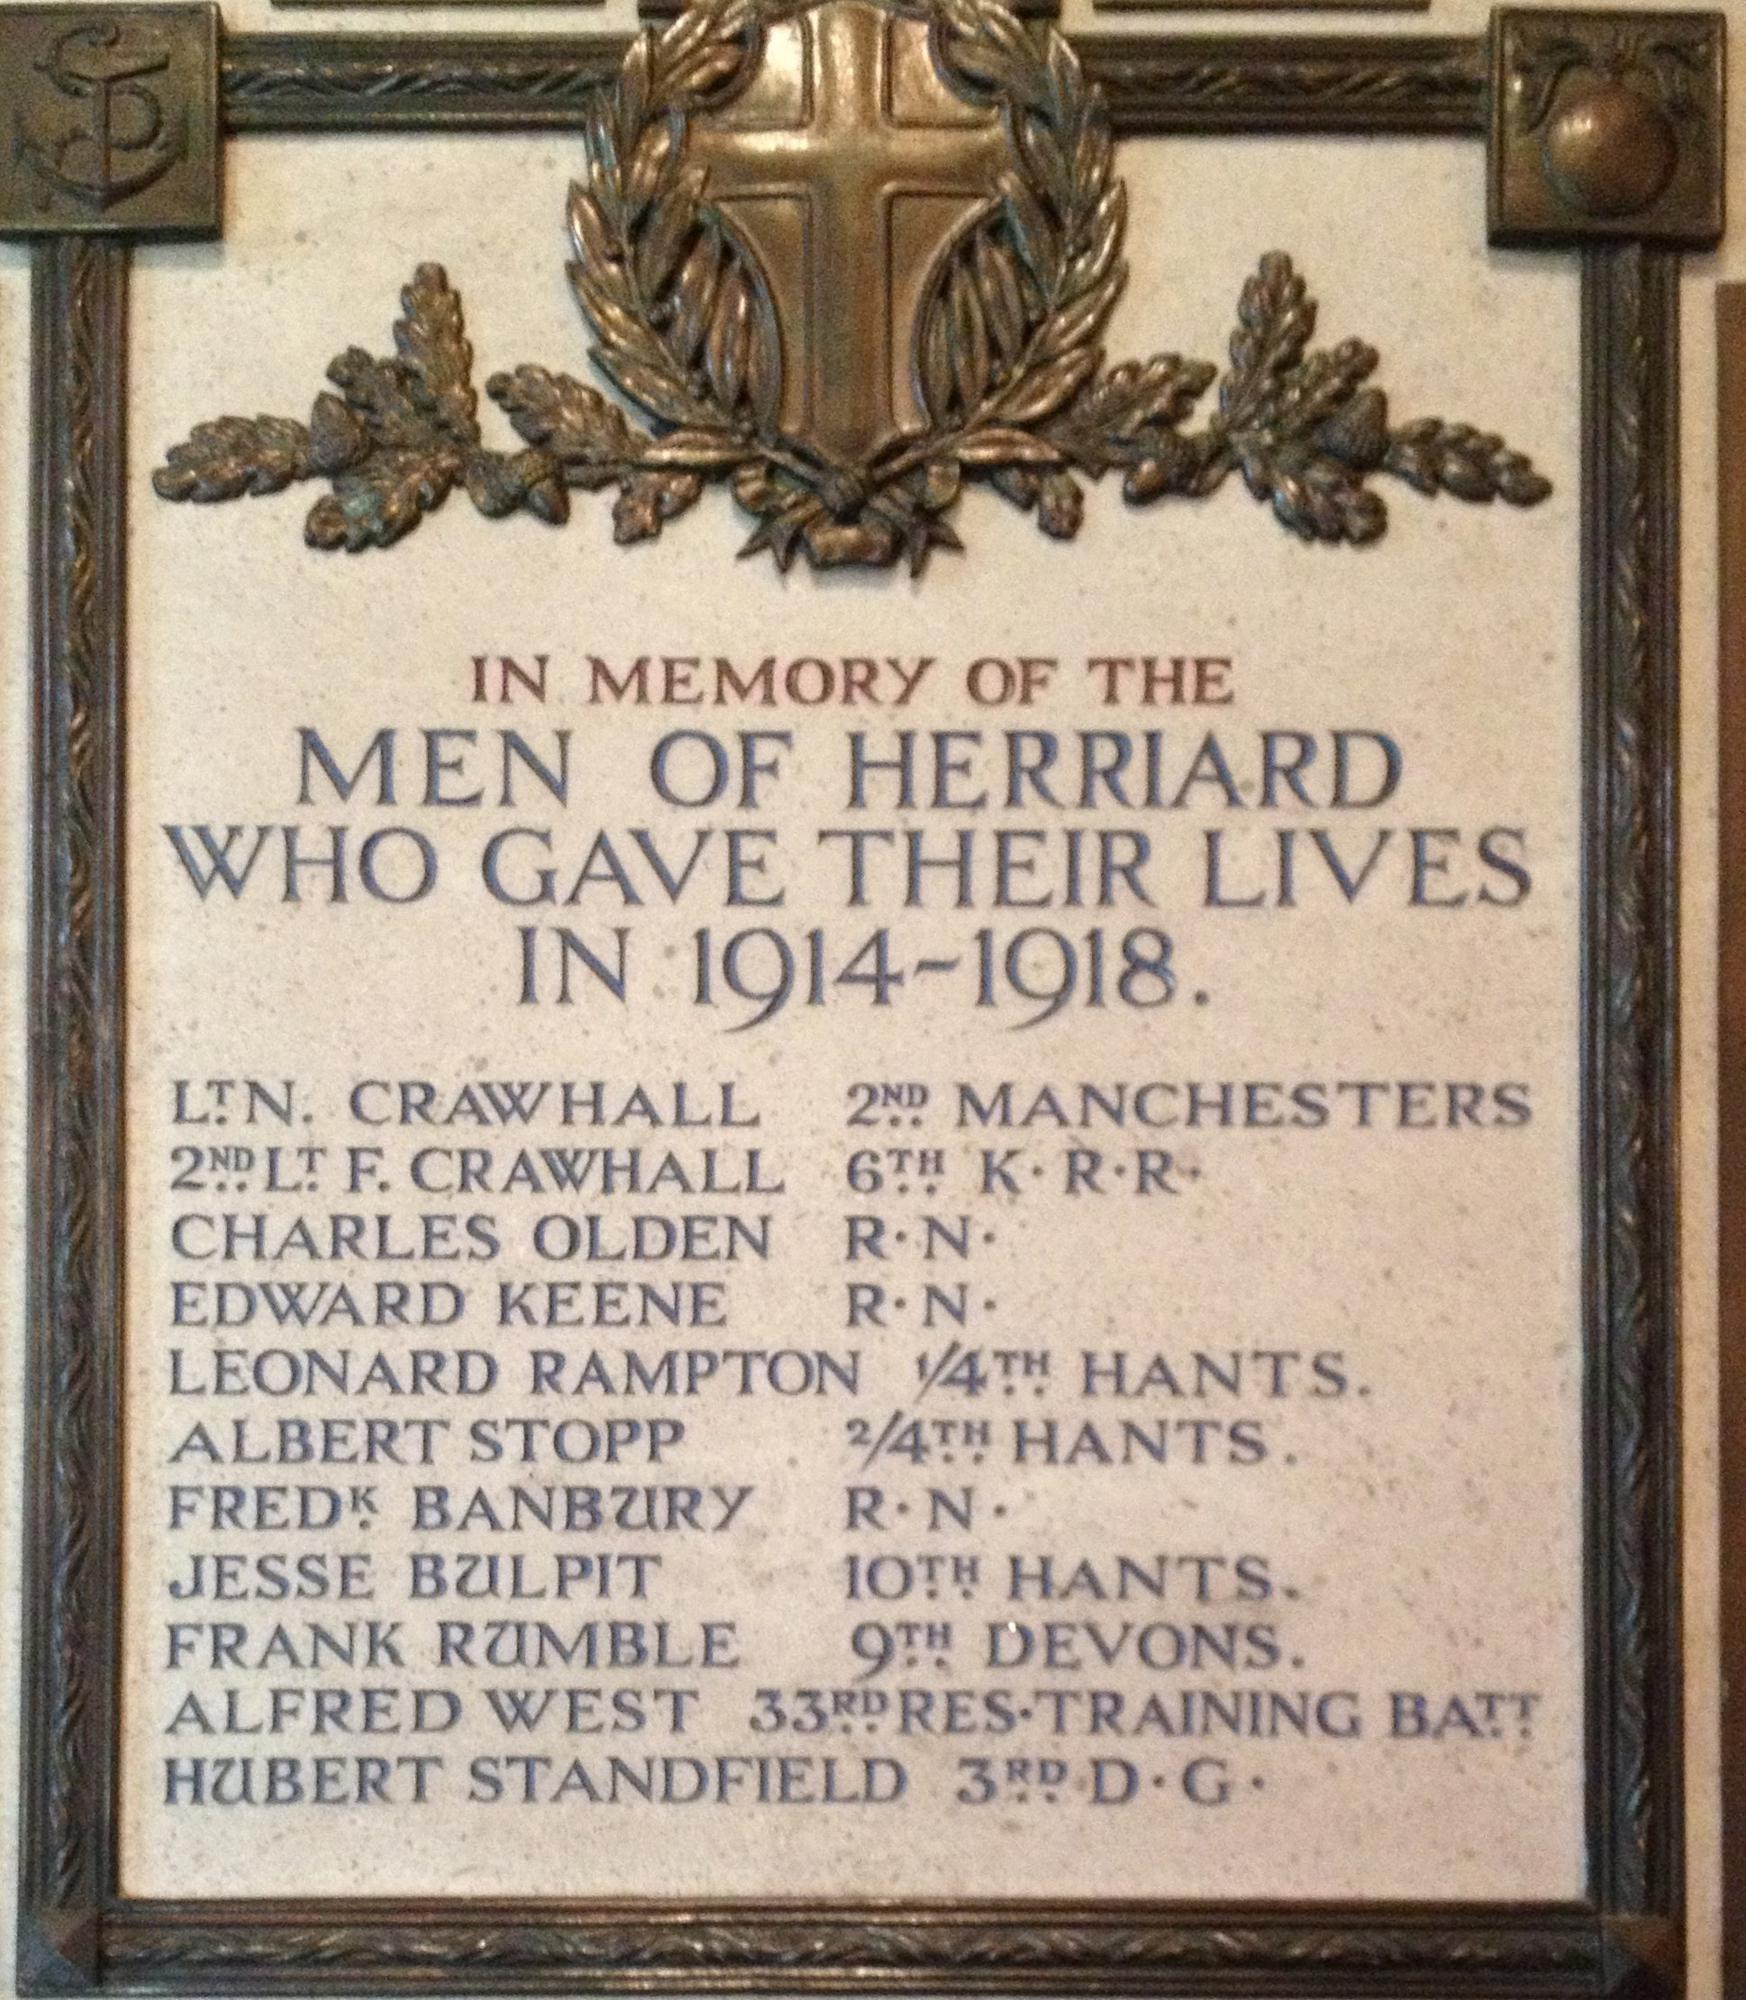 IN MEMORY OF THE
MEN OF HERRIARD
WHO GAVE THEIR LIVES
IN 1914-1918.
LT. N. CRAWHALL 2ND MANCHESTERS
2ND LT F. CRAWHALL 6TH K·R·R·
CHARLES OLDEN R·N·
EDWARD KEENE R·N·
LEONARD RAMPTON 1/4TH HANTS.
ALBERT STOPP 2/4TH HANTS.
FREDK BANBURY R·N·
JESSE BULPIT 10TH HANTS.
FRANK RUMBLE 9TH DEVONS.
ALFRED WEST 33RD RES·TRAINING BATT
HUBERT STANDFIELD 3RD D·G·